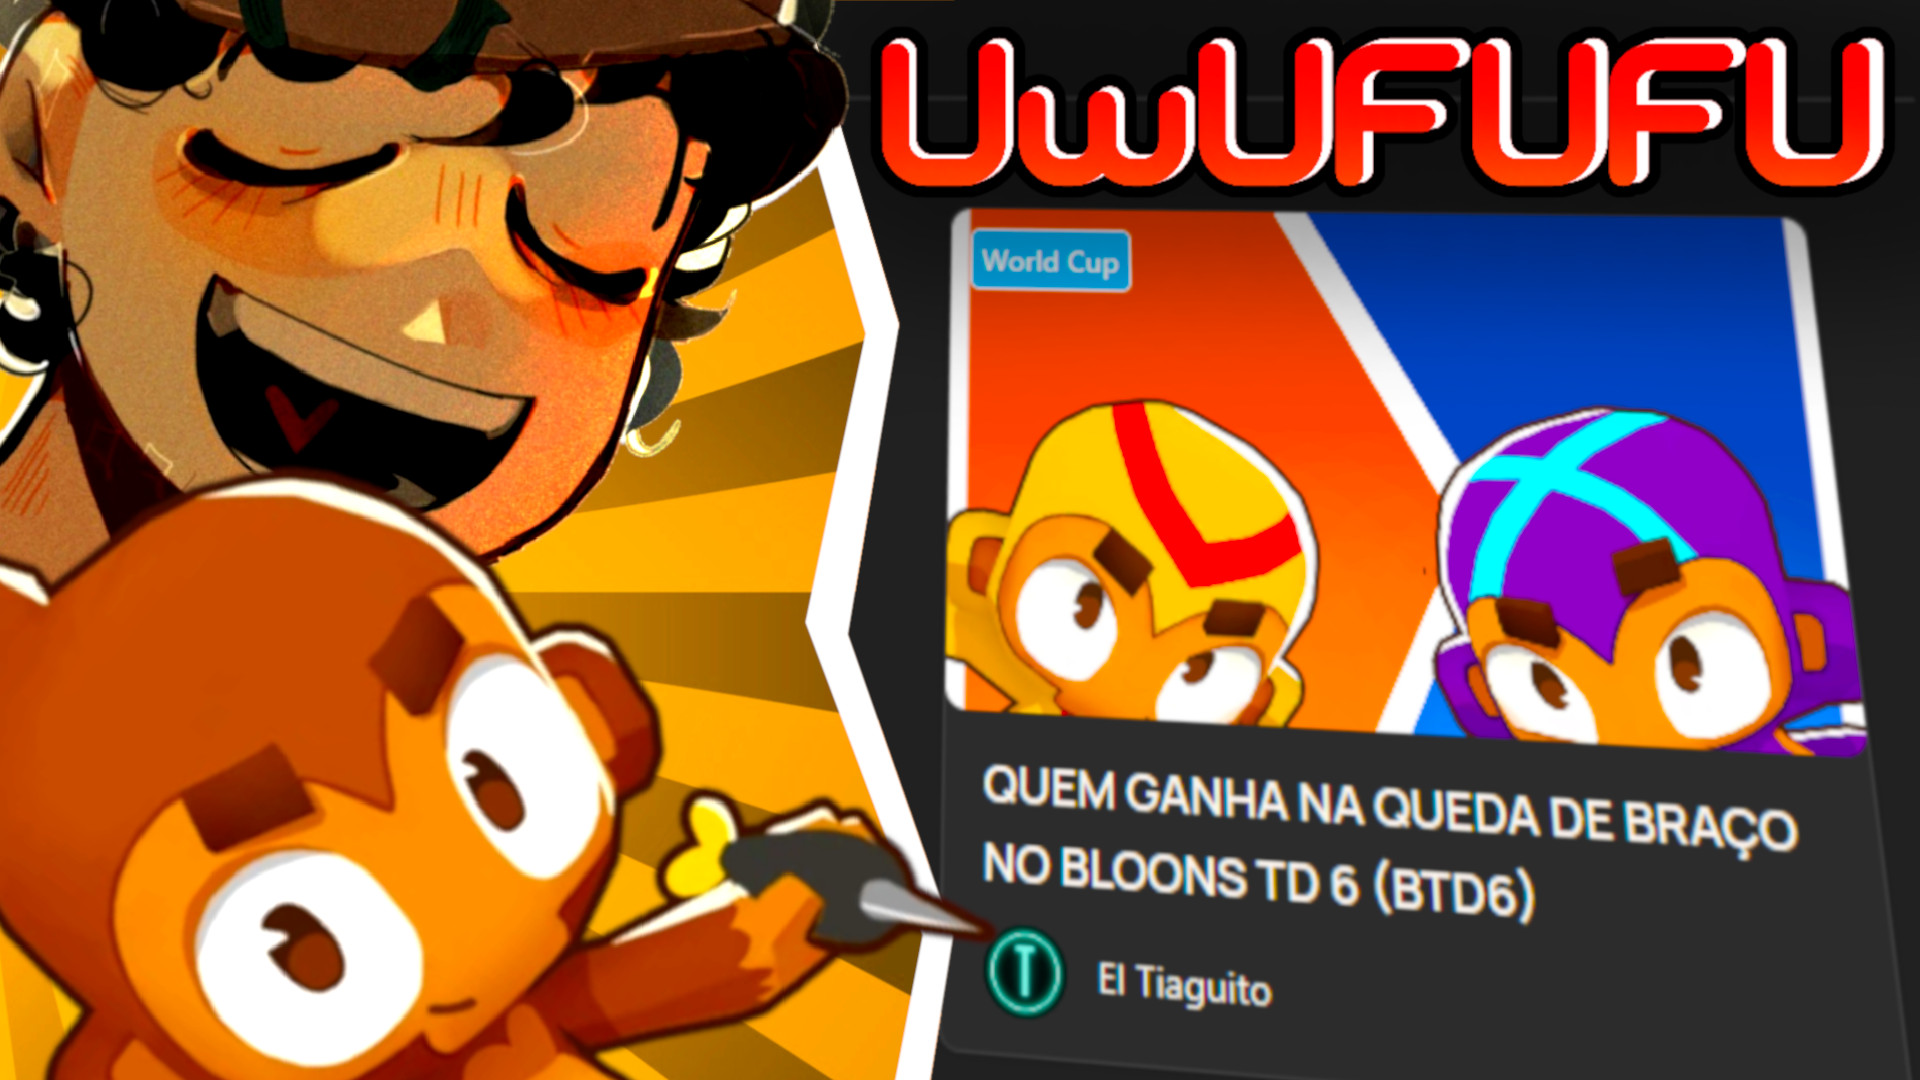 UwUFUFU
World Cup
QUEM GANHA NA QUEDA DE BRAÇO
NO BLOONS TD 6 (BTD6)
T
El Tiaguito